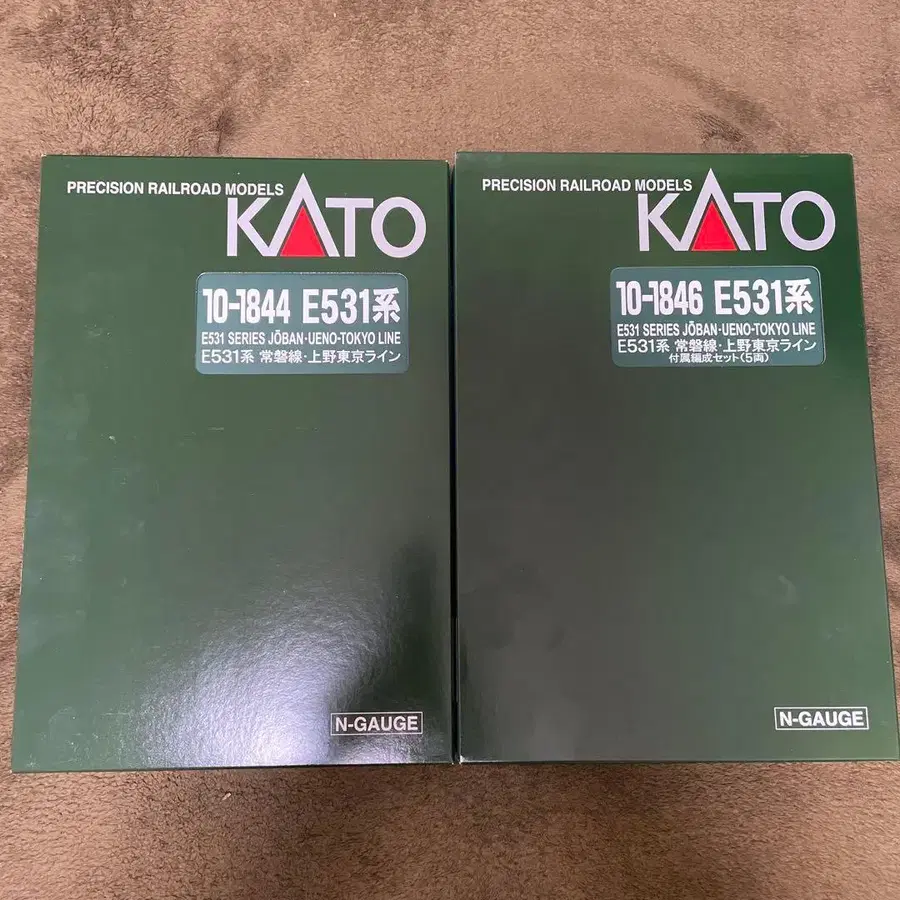 PRECISION RAILROAD MODELS
KATO
10-1844 E531系
E531 SERIES JŌBAN・UENO-TOKYO LINE
E531系 常磐線・上野東京ライン
N-GAUGE
PRECISION RAILROAD MODELS
KATO
10-1846 E531系
E531 SERIES JŌBAN・UENO-TOKYO LINE
E531系 常磐線・上野東京ライン
付属編成セット(5両)
N-GAUGE